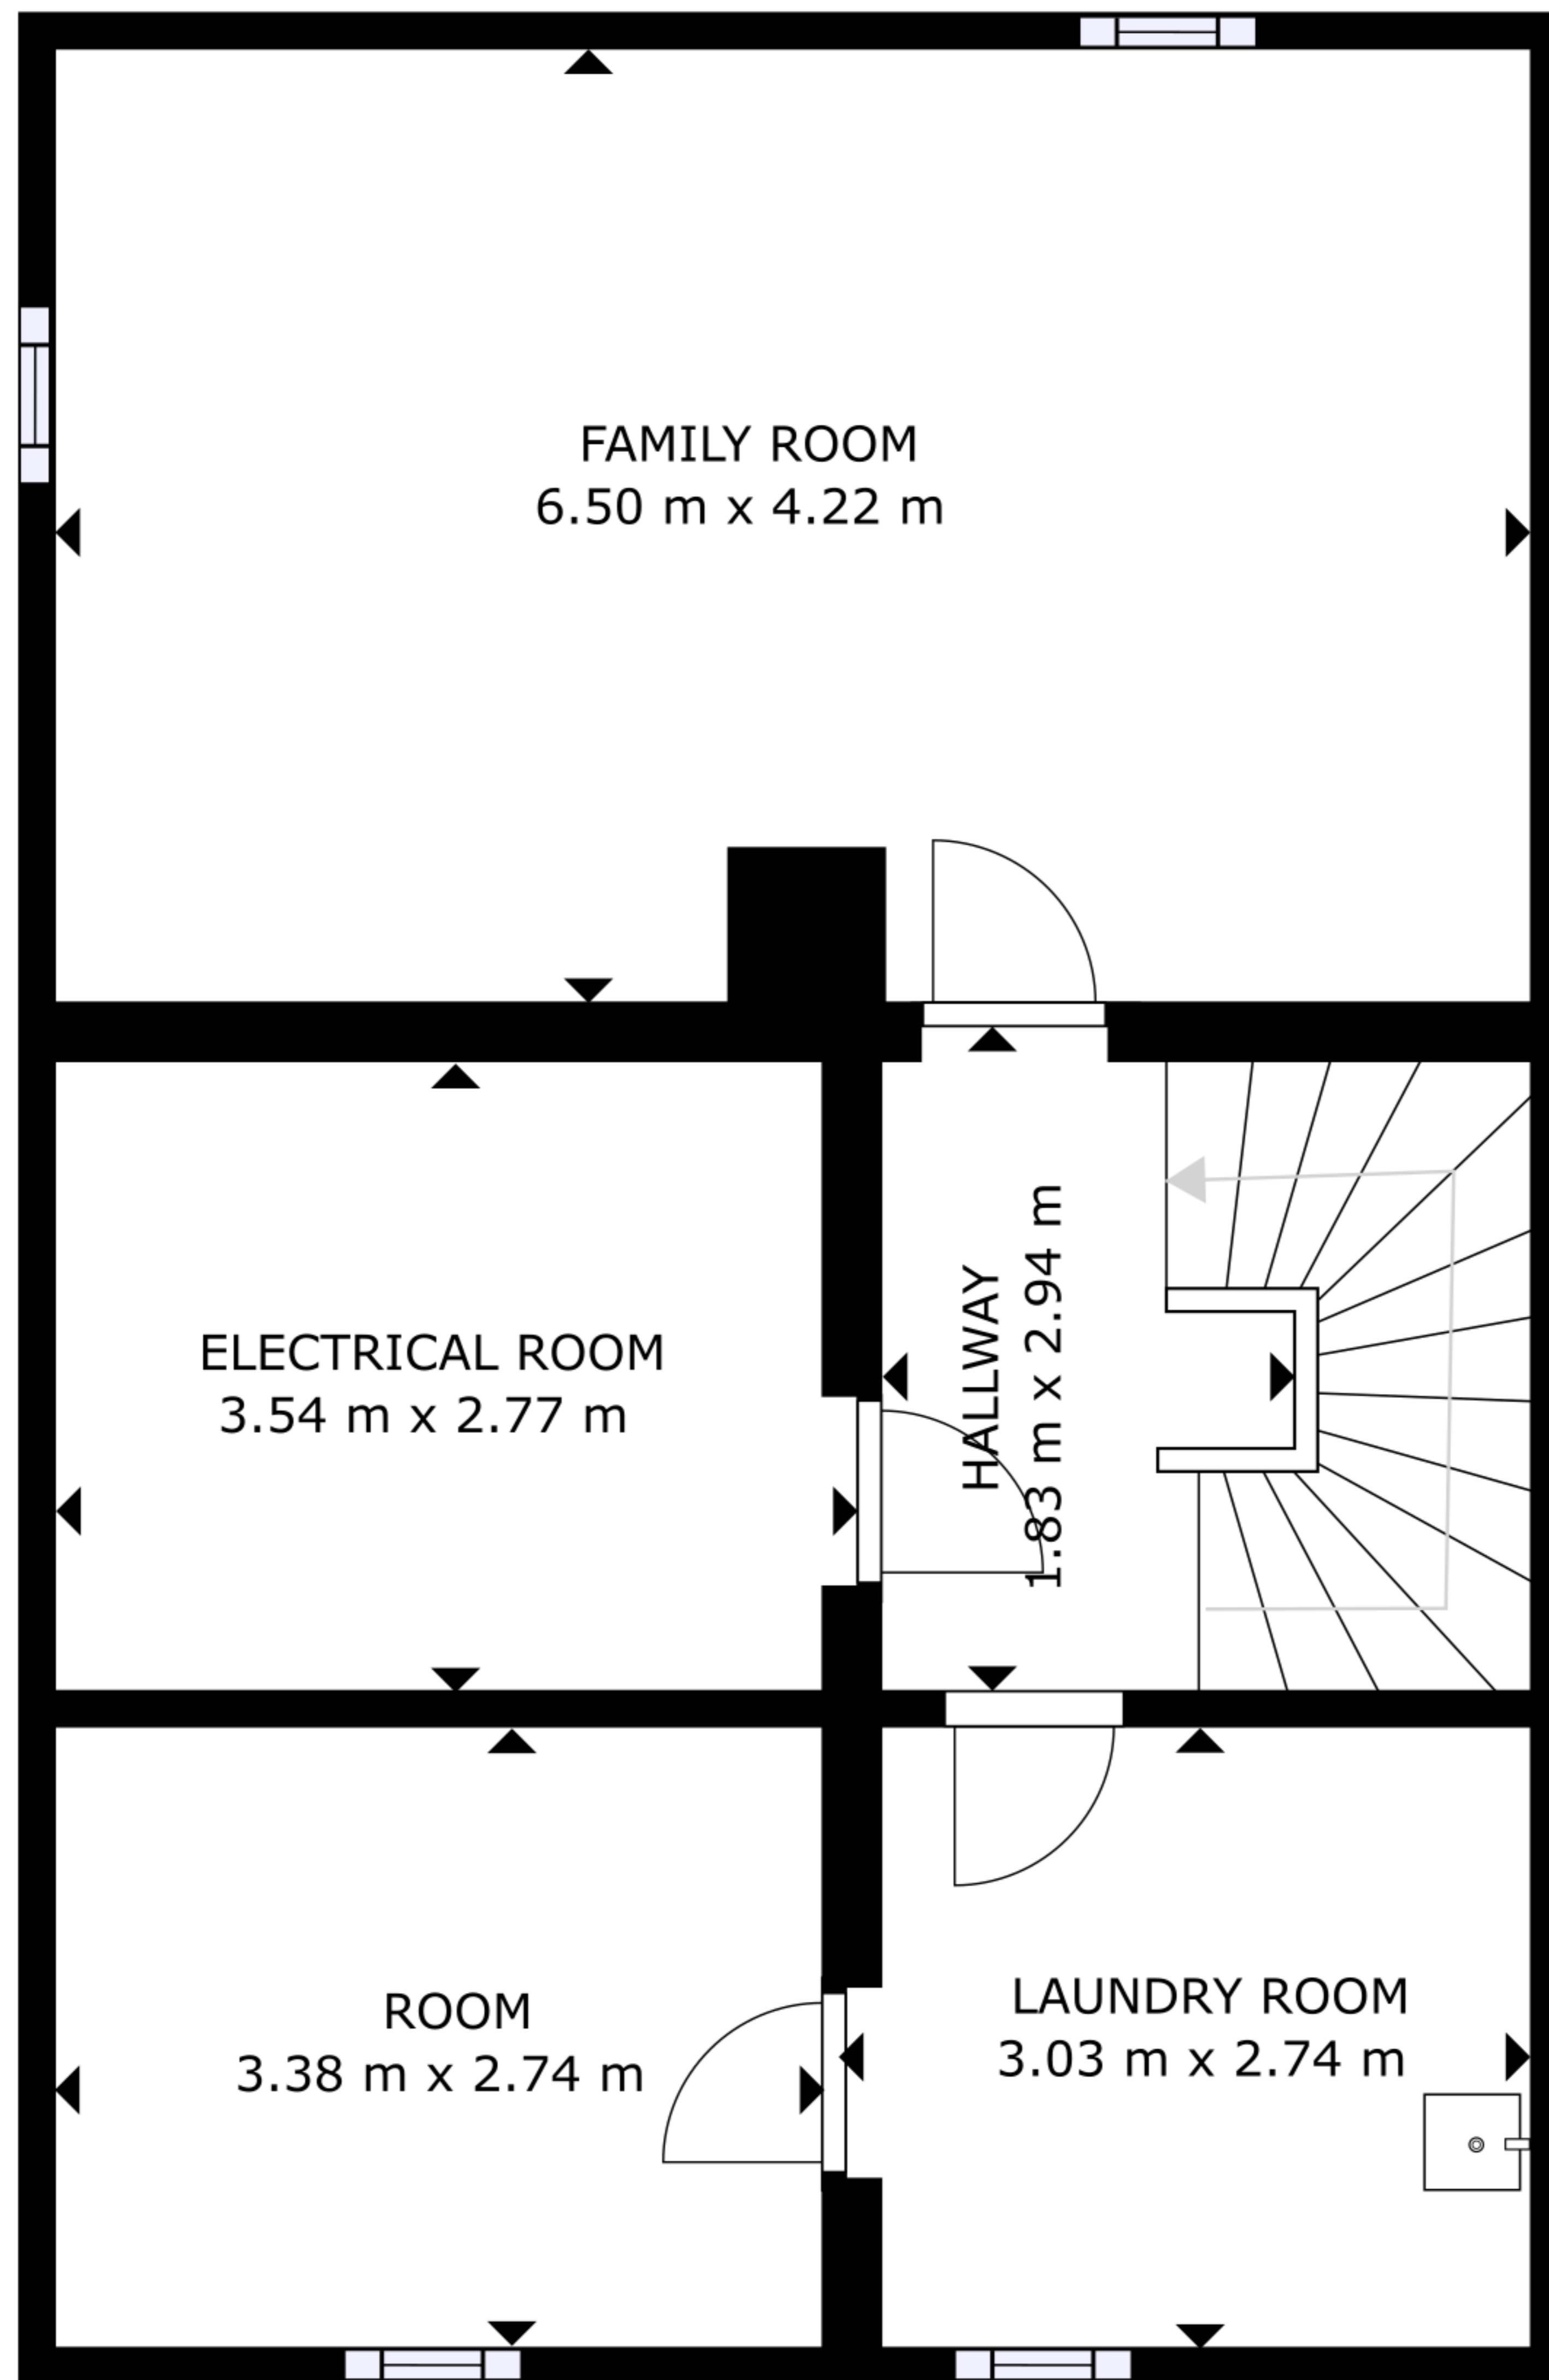 FAMILY ROOM
6.50 m x 4.22 m
ELECTRICAL ROOM
3.54 m x 2.77 m
HALLWAY
1.83 m x 2.94 m
ROOM
3.38 m x 2.74 m
LAUNDRY ROOM
3.03 m x 2.74 m